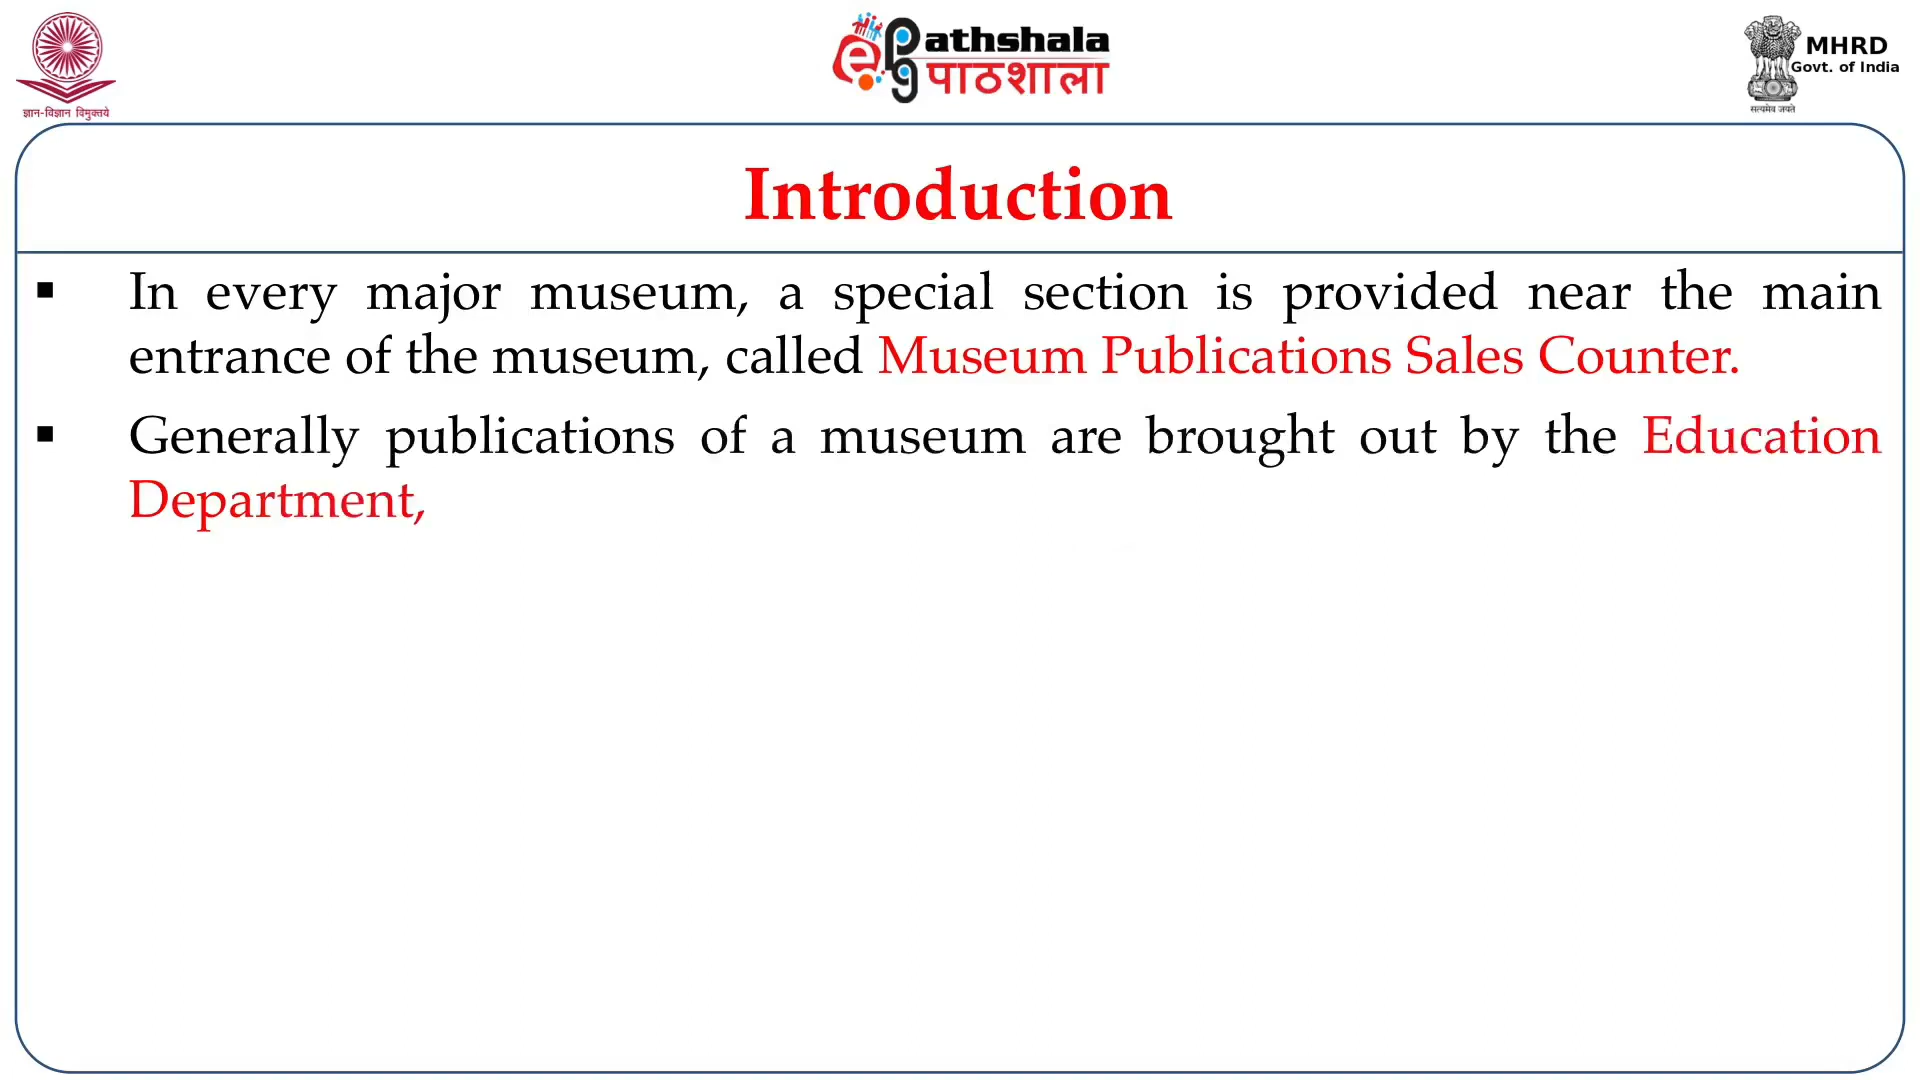 ज्ञान-विज्ञान विमुक्तये
e pg Pathshala
पाठशाला
MHRD
Govt. of India
सत्यमेव जयते
Introduction
▪ In every major museum, a special section is provided near the main
entrance of the museum, called Museum Publications Sales Counter.
▪ Generally publications of a museum are brought out by the Education
Department,